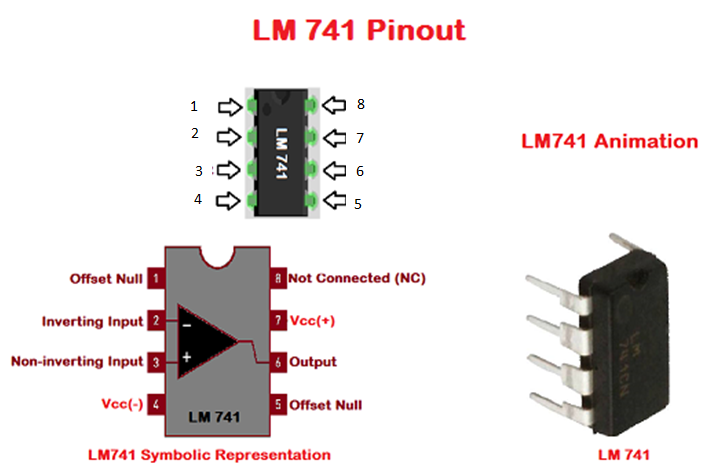 LM 741 Pinout
1
8
2
7
3
6
4
5
LM 741
LM741 Animation
Offset Null 1
8 Not Connected (NC)
Inverting Input 2
7 Vcc(+)
Non-inverting Input 3
6 Output
Vcc(-) 4
5 Offset Null
−
+
LM 741
LM741 Symbolic Representation
LM
741CN
LM 741